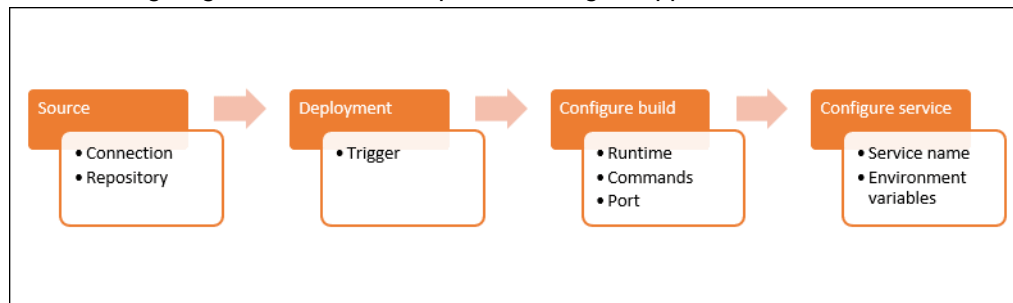 Source
• Connection
• Repository
Deployment
• Trigger
Configure build
• Runtime
• Commands
• Port
Configure service
• Service name
• Environment
variables